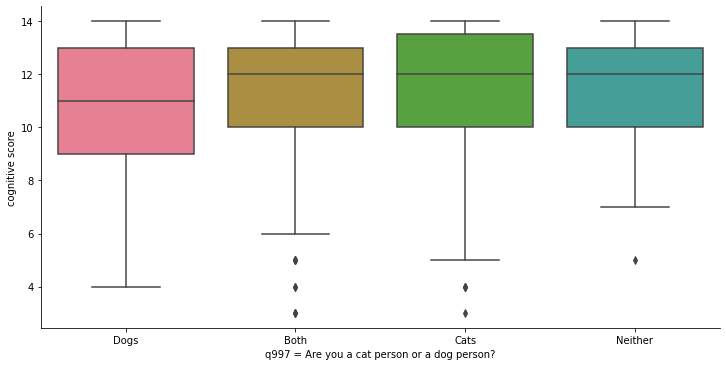 14
12
10
8
6
4
cognitive score
Dogs
Both
Cats
Neither
q997 = Are you a cat person or a dog person?